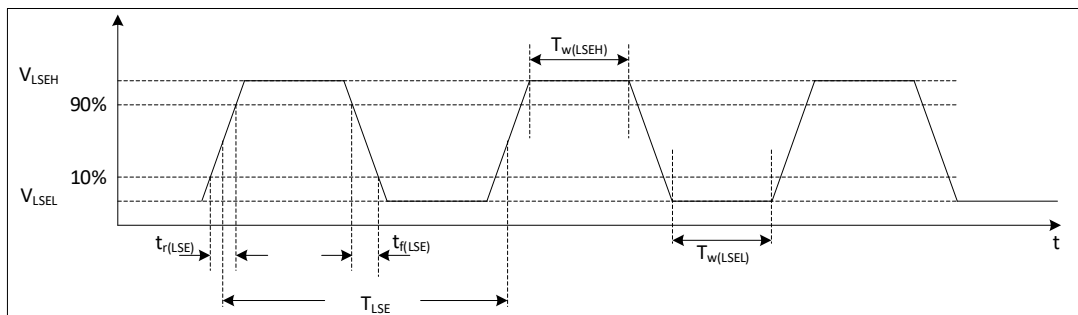 T_w(LSEH)
V_LSEH
90%
10%
V_LSEL
t_r(LSE)
t_f(LSE)
T_w(LSEL)
t
T_LSE